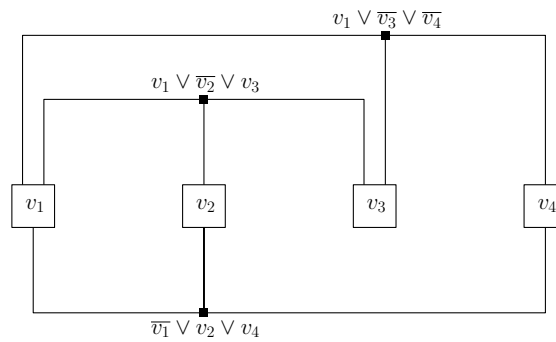 v₁ ∨ v̅₃ ∨ v̅₄
v₁ ∨ v̅₂ ∨ v₃
v₁ v₂ v₃ v₄
v̅₁ ∨ v₂ ∨ v₄